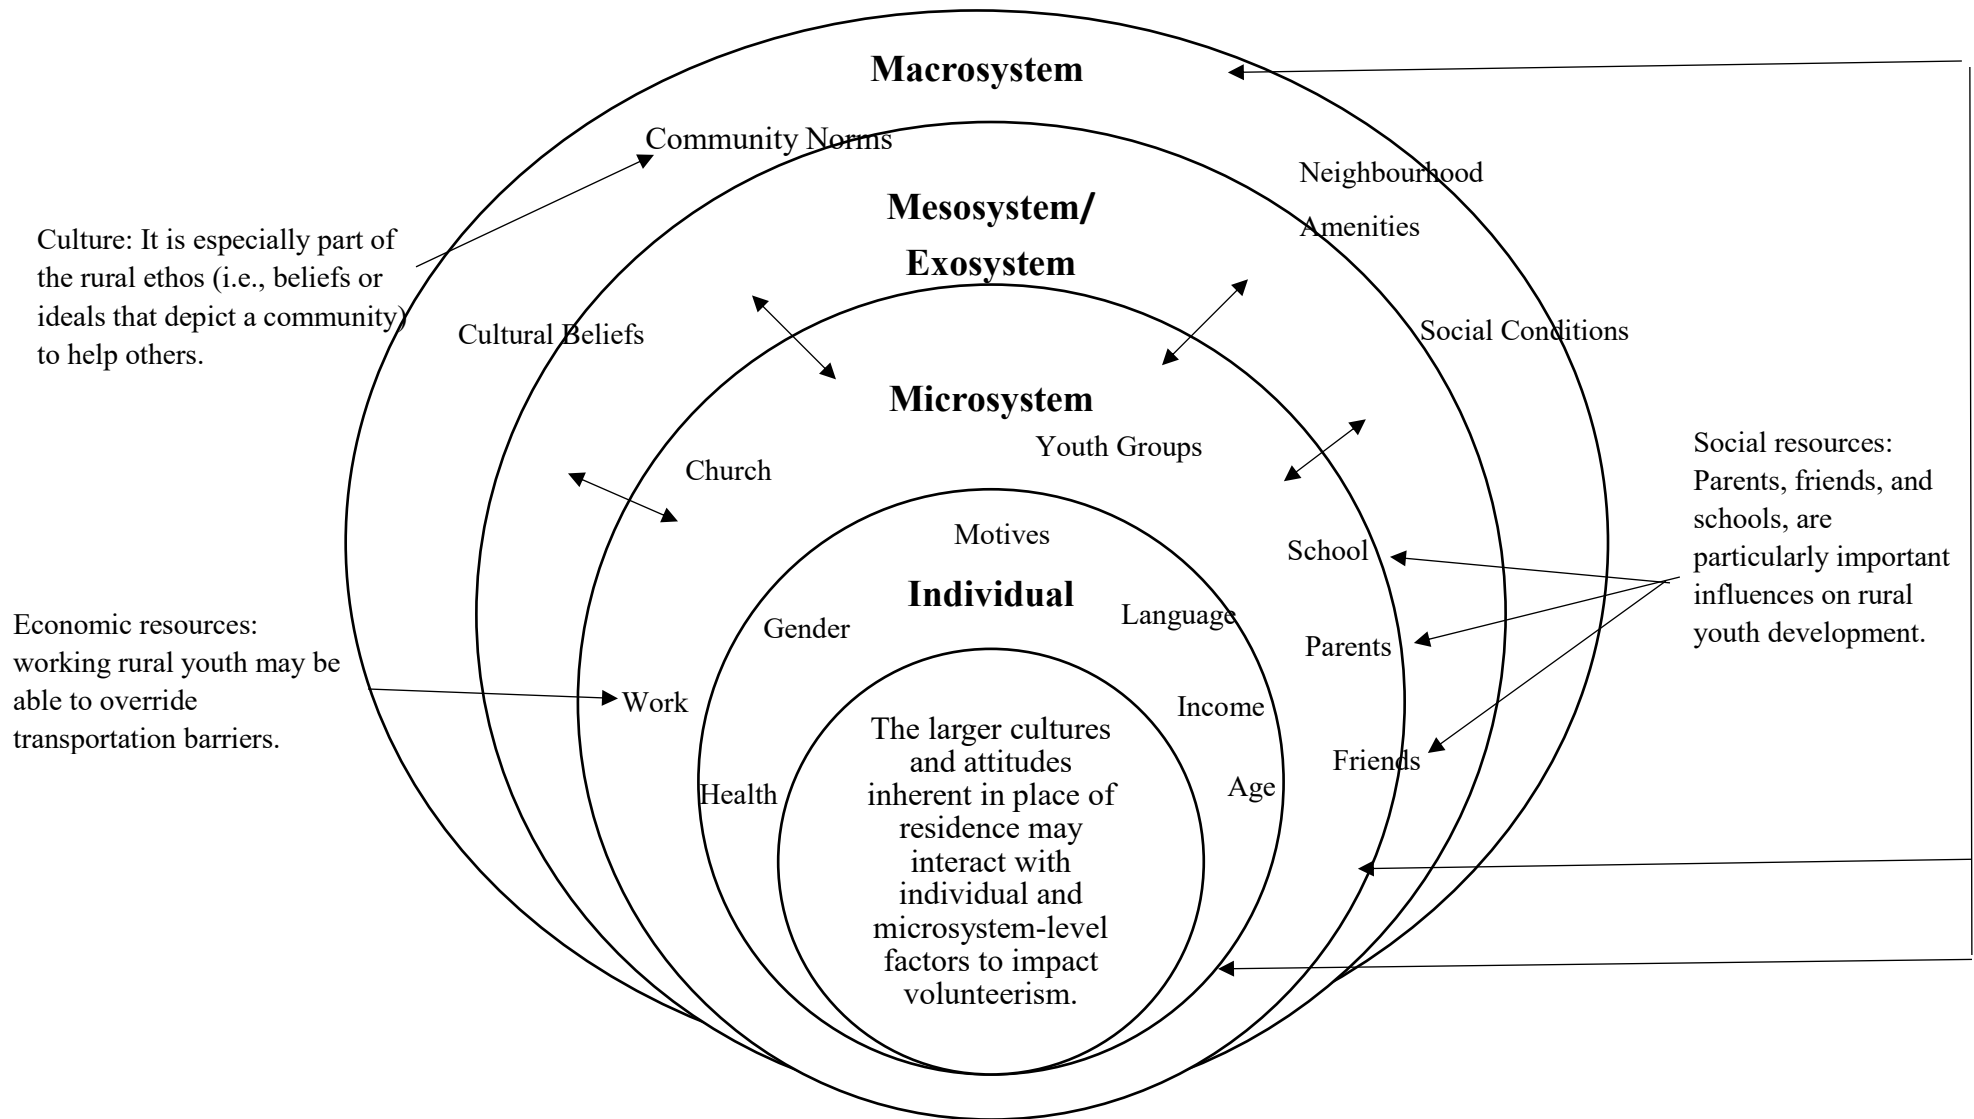 Macrosystem
Community Norms
Neighbourhood
Amenities
Mesosystem/
Exosystem
Culture: It is especially part of
the rural ethos (i.e., beliefs or
ideals that depict a community)
to help others.
Cultural Beliefs
Social Conditions
Microsystem
Youth Groups
Church
Social resources:
Parents, friends, and
schools, are
particularly important
influences on rural
youth development.
Motives
School
Individual
Gender
Language
Parents
Economic resources:
working rural youth may be
able to override
transportation barriers.
Work
Income
Friends
Health
Age
The larger cultures
and attitudes
inherent in place of
residence may
interact with
individual and
microsystem-level
factors to impact
volunteerism.